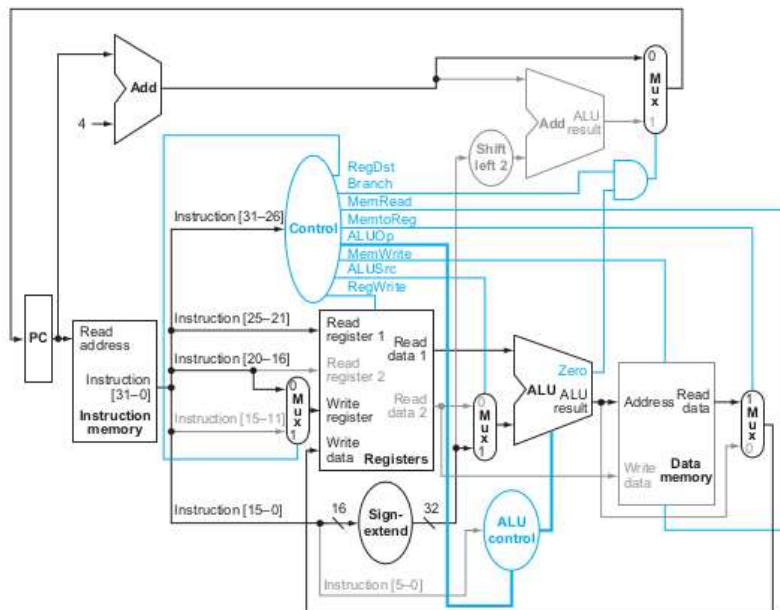 0
M
u
x
1
Add
4
Add
ALU
result
Shift
left 2
RegDst
Branch
MemRead
MemtoReg
ALUOp
MemWrite
ALUSrc
RegWrite
Control
Instruction [31–26]
Instruction [25–21]
Instruction [20–16]
Instruction [15–11]
Instruction [15–0]
Instruction [5–0]
PC
Read
address
Instruction
[31–0]
Instruction
memory
0
M
u
x
1
Read
register 1
Read
register 2
Write
register
Write
data
Read
data 1
Read
data 2
Registers
0
M
u
x
1
Zero
ALU
ALU
result
Address
Read
data
Write
data
Data
memory
1
M
u
x
0
16
Sign-
extend
32
ALU
control